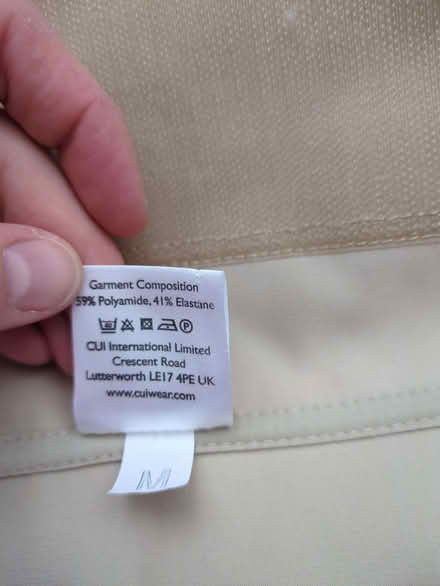 Garment Composition
59% Polyamide, 41% Elastane
P
CUI International Limited
Crescent Road
Lutterworth LE17 4PE UK
www.cuiwear.com
M